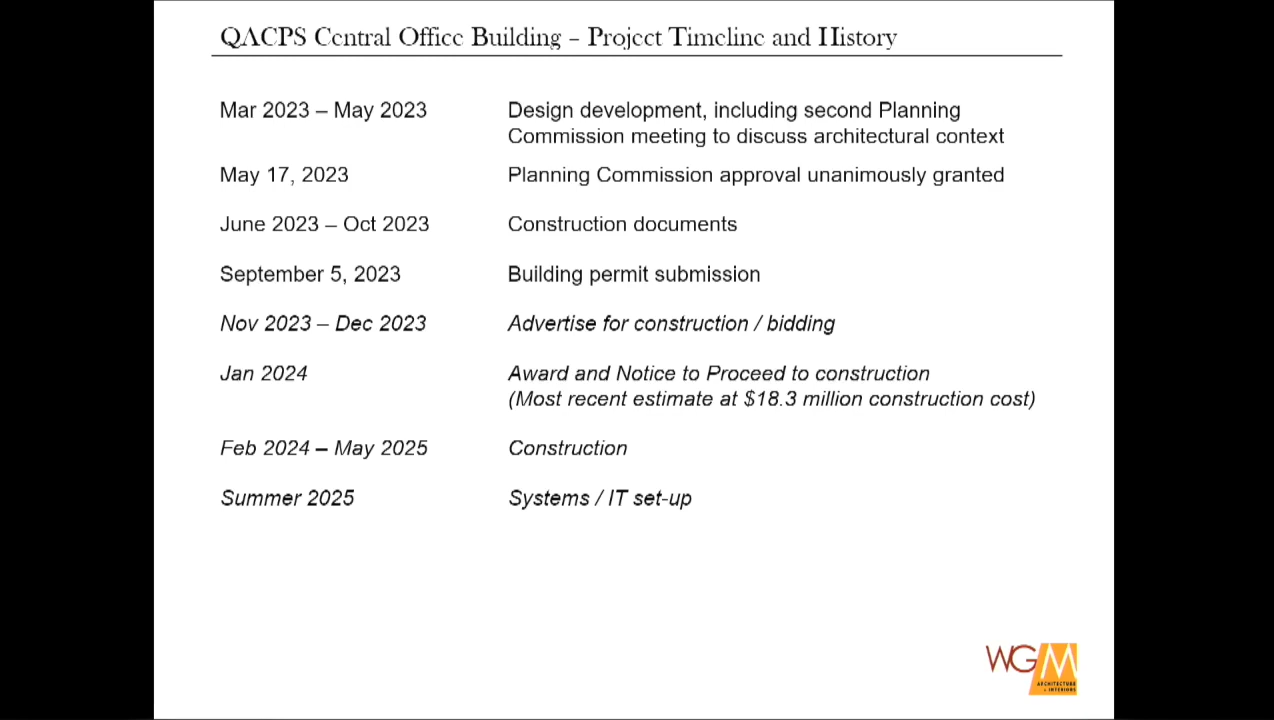 QACPS Central Office Building – Project Timeline and History
Mar 2023 – May 2023 Design development, including second Planning
Commission meeting to discuss architectural context
May 17, 2023 Planning Commission approval unanimously granted
June 2023 – Oct 2023 Construction documents
September 5, 2023 Building permit submission
Nov 2023 – Dec 2023 Advertise for construction / bidding
Jan 2024 Award and Notice to Proceed to construction
(Most recent estimate at $18.3 million construction cost)
Feb 2024 – May 2025 Construction
Summer 2025 Systems / IT set-up
WGM
ARCHITECTURE
+ INTERIORS